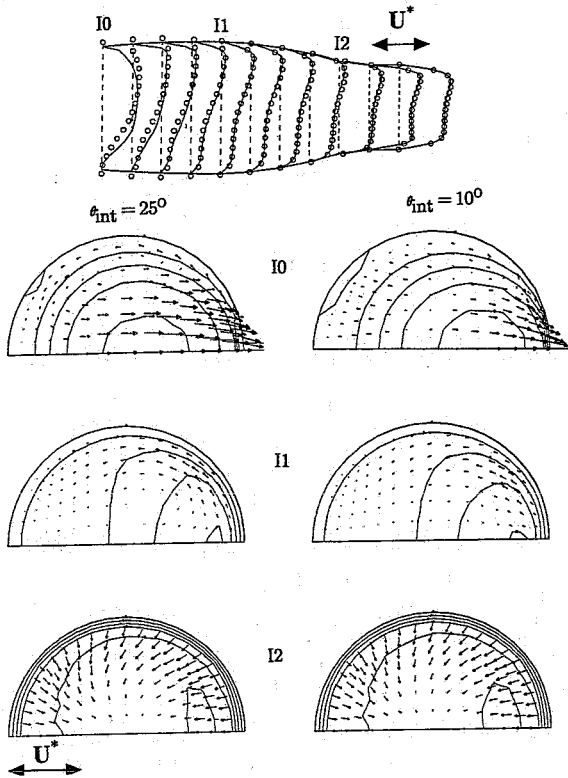 I0 I1 I2 U*
θint = 25° θint = 10°
I0
I1
I2
U*